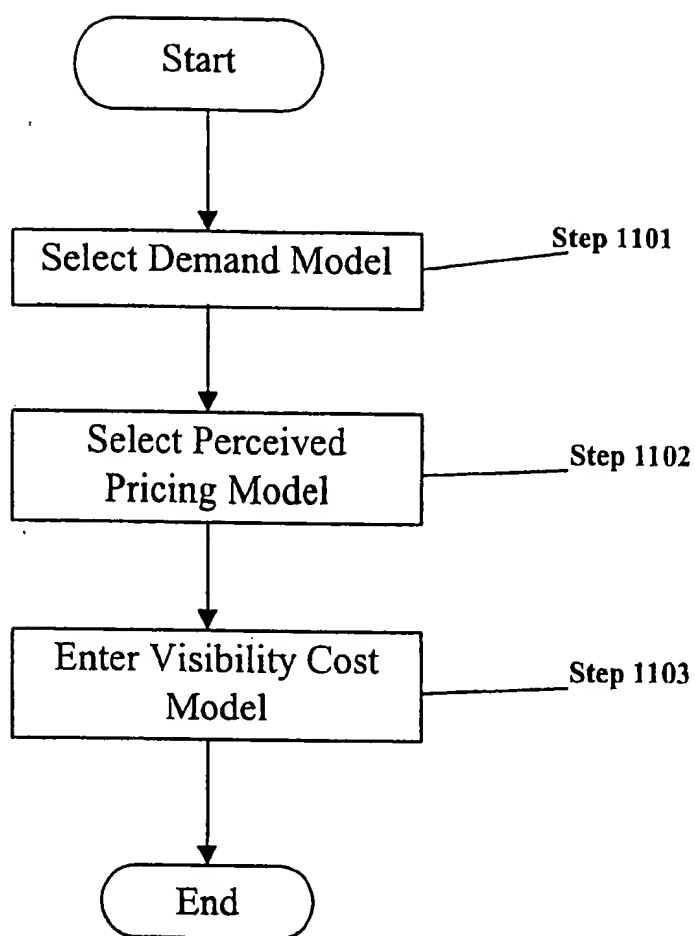 Start
Select Demand Model
Step 1101
Select Perceived
Pricing Model
Step 1102
Enter Visibility Cost
Model
Step 1103
End